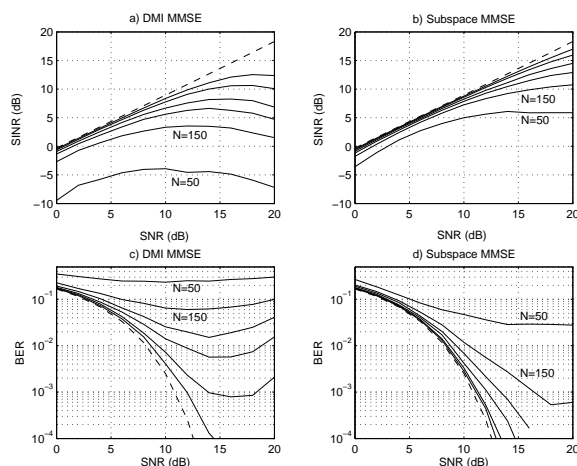 a) DMI MMSE
20
15
10
5
0
−5
−10
0 5 10 15 20
SINR (dB)
SNR (dB)
N=150
N=50
b) Subspace MMSE
20
15
10
5
0
−5
−10
0 5 10 15 20
SINR (dB)
SNR (dB)
N=150
N=50
c) DMI MMSE
10−1
10−2
10−3
10−4
0 5 10 15 20
BER
SNR (dB)
N=50
N=150
d) Subspace MMSE
10−1
10−2
10−3
10−4
0 5 10 15 20
BER
SNR (dB)
N=50
N=150